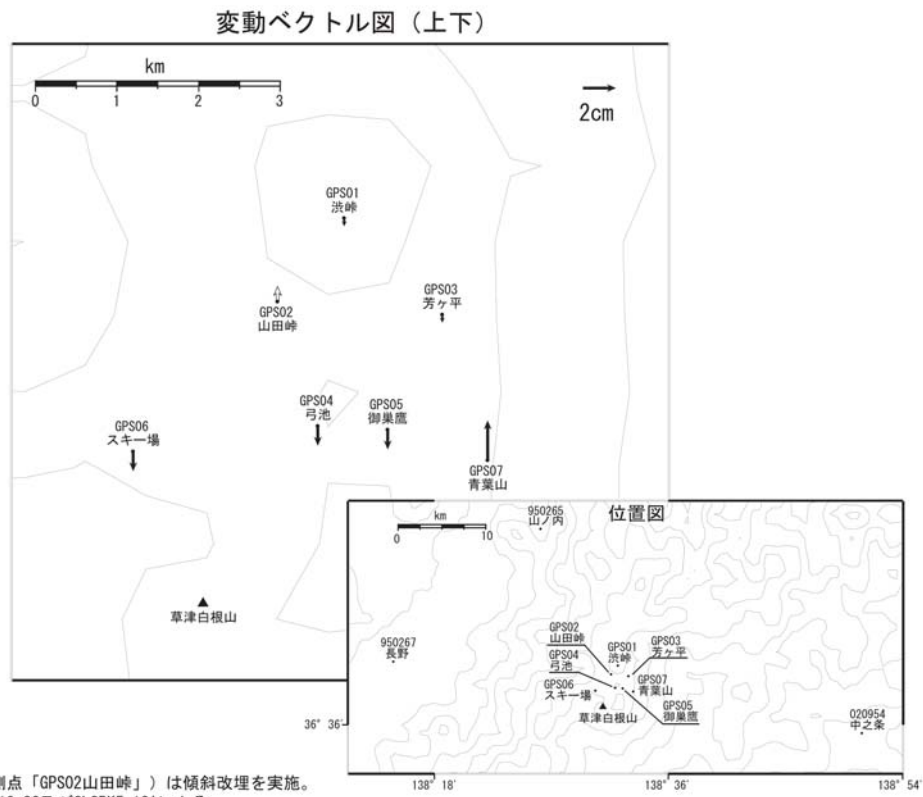 変動ベクトル図（上下）
km
0 1 2 3
2cm
GPS01
渋峠
GPS02
山田峠
GPS03
芳ヶ平
GPS04
弓池
GPS05
御巣鷹
GPS06
スキー場
GPS07
青葉山
草津白根山
位置図
km
0 10
950265
山ノ内
950267
長野
GPS02
山田峠
GPS01
渋峠
GPS03
芳ヶ平
GPS04
弓池
GPS07
青葉山
GPS06
スキー場
GPS05
御巣鷹
草津白根山
020954
中之条
36° 36′
138° 18′ 138° 36′ 138° 54′
点「GPS02山田峠」）は傾斜改埋を実施。